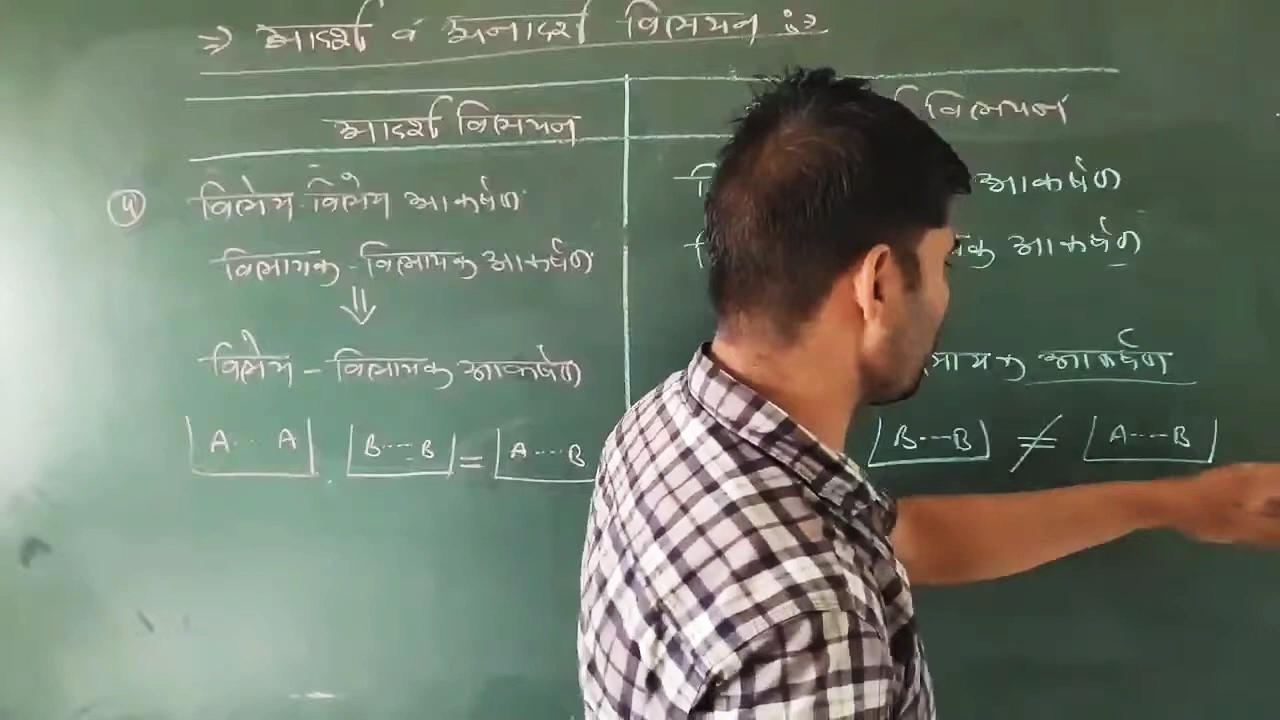 ⇒ आदर्श व अनादर्श विलयन :→
आदर्श विलयन
विलयन
५ विलेय - विलेय आकर्षण
आकर्षण
विलायक - विलायक आकर्षण
आकर्षण
⇓
विलेय - विलायक आकर्षण
आकर्षण
A---A . B---B = A---B
B---B ≠ A---B